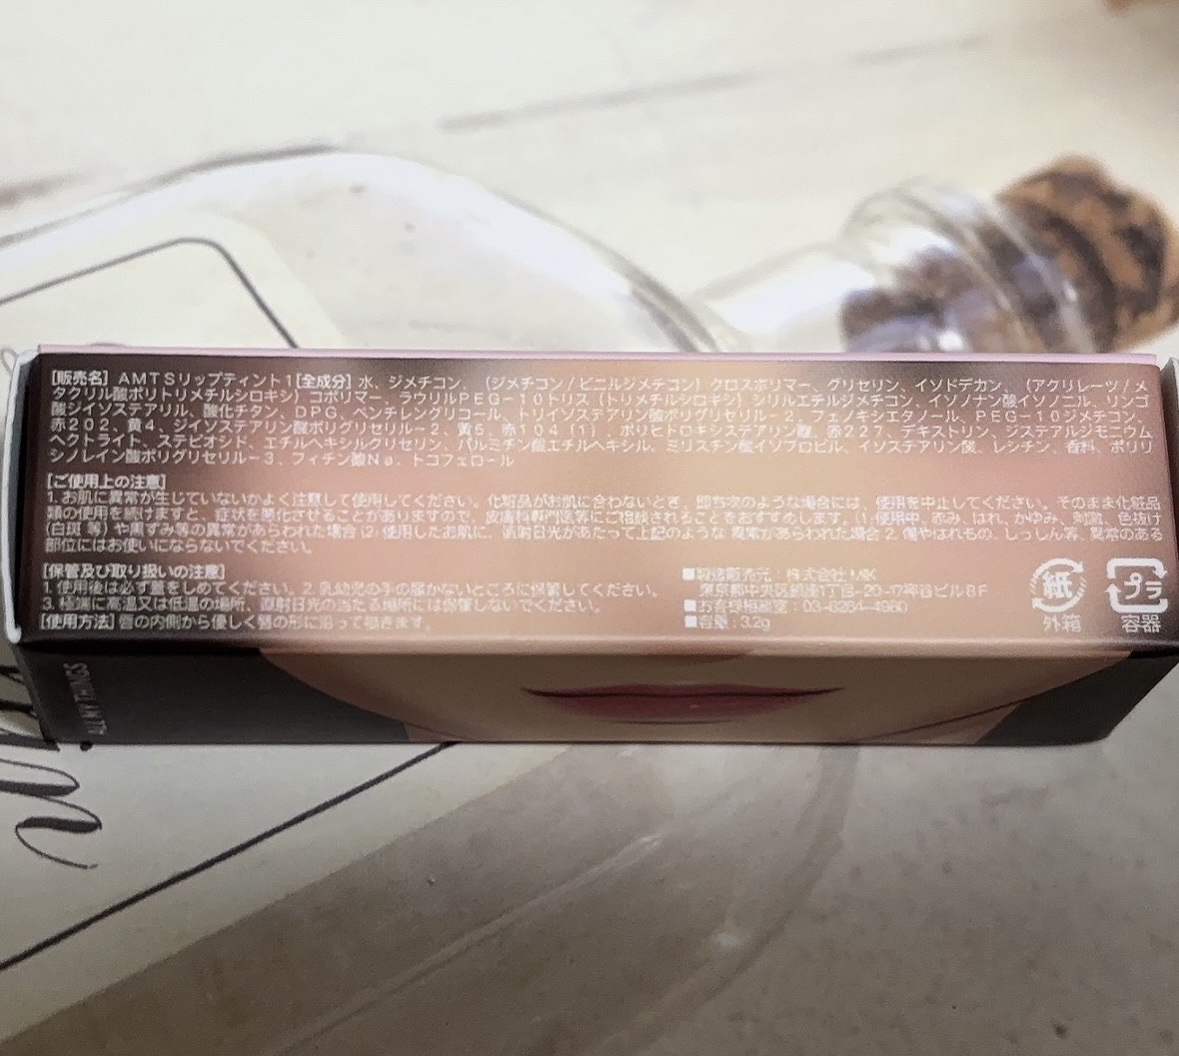 [販売名] AMTSリップティント1[全成分] 水、ジメチコン、(ジメチコン/ビニルジメチコン) クロスポリマー、グリセリン、イソドデカン、(アクリレーツ/メ
タクリル酸ポリトリメチルシロキシ) コポリマー、ラウリルPEG-10トリス (トリメチルシロキシ) シリルエチルジメチコン、イソノナン酸イソノニル、リンゴ
酸ジイソステアリル、酸化チタン、DPG、ペンチレングリコール、トリイソステアリン酸ポリグリセリル-2、フェノキシエタノール、PEG-10ジメチコン、
赤202、黄4、ジイソステアリン酸ポリグリセリル-2、黄5、赤104 (1) 、ポリヒドロキシステアリン酸、赤227、デキストリン、ジステアルジモニウム
ヘクトライト、ステビオシド、エチルヘキシルグリセリン、パルミチン酸エチルヘキシル、ミリスチン酸イソプロピル、イソステアリン酸、レシチン、香料、ポリリ
シノレイン酸ポリグリセリル-3、フィチン酸Na、トコフェロール
[ご使用上の注意]
1. お肌に異常が生じていないかよく注意して使用してください。化粧品がお肌に合わないとき、即ち次のような場合には、使用を中止してください。そのまま化粧品
類の使用を続けますと、症状を悪化させることがありますので、皮膚科専門医等にご相談されることをおすすめします。(1) 使用中、赤み、はれ、かゆみ、刺激、色抜け
(白斑 等) や黒ずみ等の異常があらわれた場合 (2) 使用したお肌に、直射日光があたって上記のような 異常があらわれた場合 2. 傷やはれもの、しっしん等、異常のある
部位にはお使いにならないでください。
[保管及び取り扱いの注意]
1. 使用後は必ず蓋をしめてください。2. 乳幼児の手の届かないところに保管してください。
3. 極端に高温又は低温の場所、直射日光の当たる場所には保管しないでください。
[使用方法] 唇の内側から優しく唇の形に沿って描きます。
■製造販売元：株式会社 MIK
東京都中央区銀座1丁目-20-17 ビル8F
■お客様相談室：03-6264-4960
■容量：3.2g
紙
外箱
プラ
容器
ALL MY THINGS